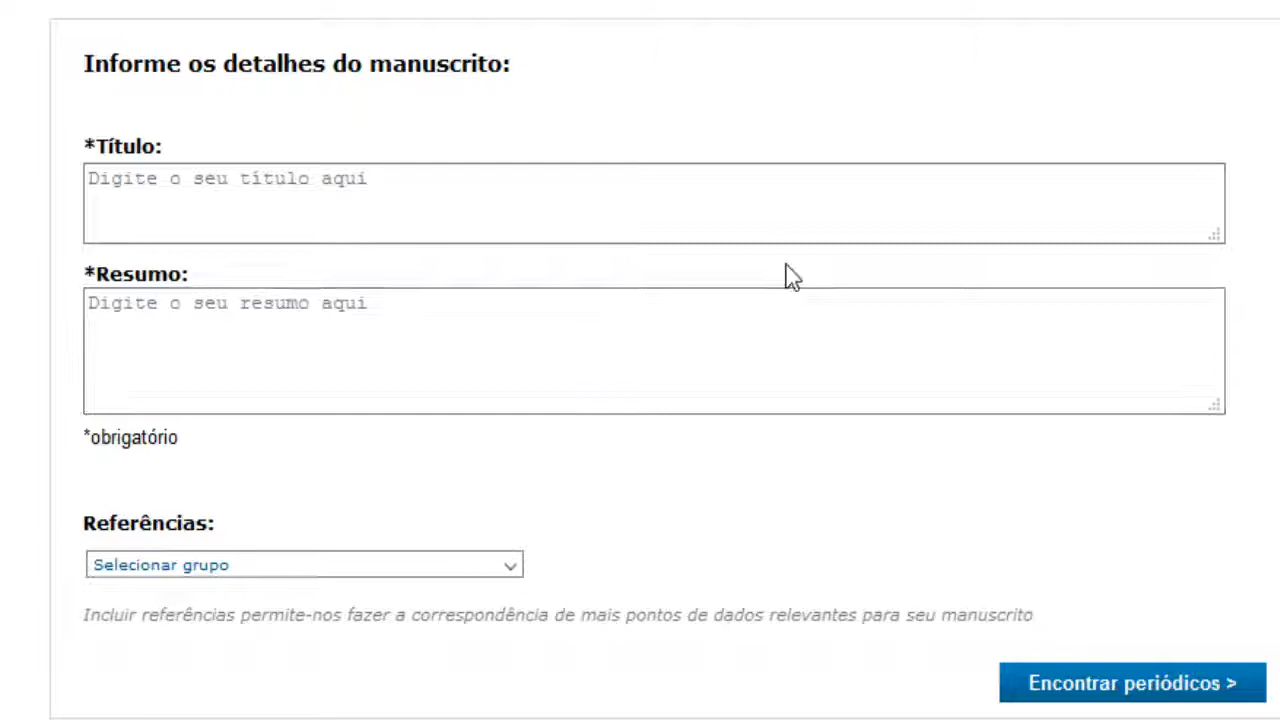 Informe os detalhes do manuscrito:
*Título:
Digite o seu título aqui
*Resumo:
Digite o seu resumo aqui
*obrigatório
Referências:
Selecionar grupo
Incluir referências permite-nos fazer a correspondência de mais pontos de dados relevantes para seu manuscrito
Encontrar periódicos >